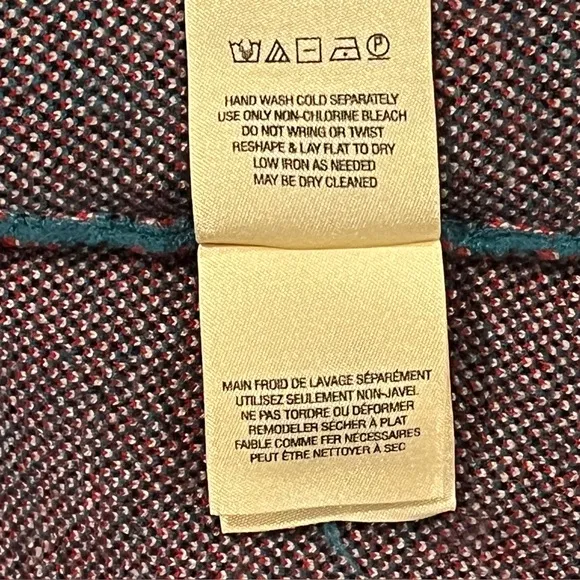 P
HAND WASH COLD SEPARATELY
USE ONLY NON-CHLORINE BLEACH
DO NOT WRING OR TWIST
RESHAPE & LAY FLAT TO DRY
LOW IRON AS NEEDED
MAY BE DRY CLEANED
MAIN FROID DE LAVAGE SÉPARÉMENT
UTILISEZ SEULEMENT NON-JAVEL
NE PAS TORDRE OU DÉFORMER
REMODELER SÉCHER À PLAT
FAIBLE COMME FER NÉCESSAIRES
PEUT ÊTRE NETTOYER À SEC